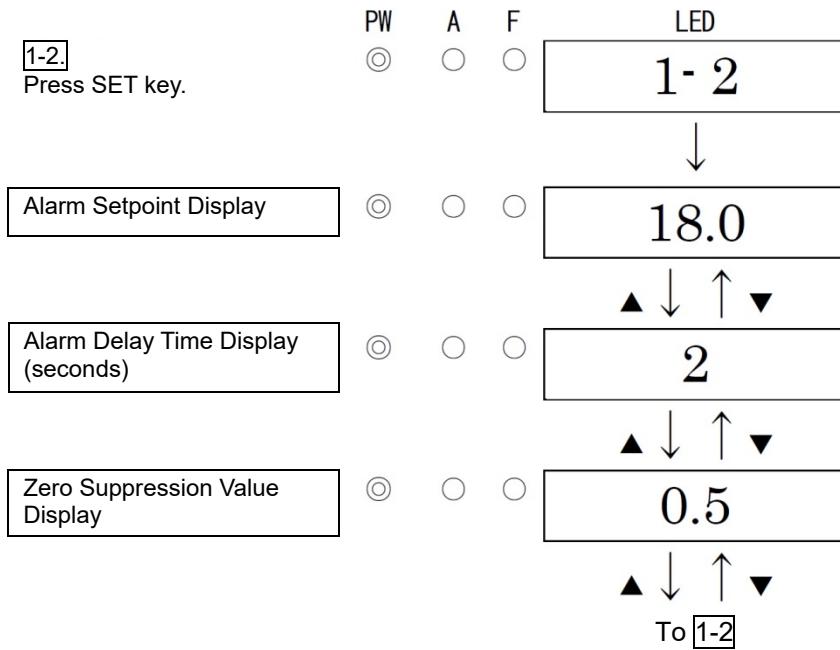 PW A F LED
1-2.
Press SET key.
1- 2
↓
Alarm Setpoint Display
18.0
▲ ↓ ↑ ▼
Alarm Delay Time Display
(seconds)
2
▲ ↓ ↑ ▼
Zero Suppression Value
Display
0.5
▲ ↓ ↑ ▼
To 1-2